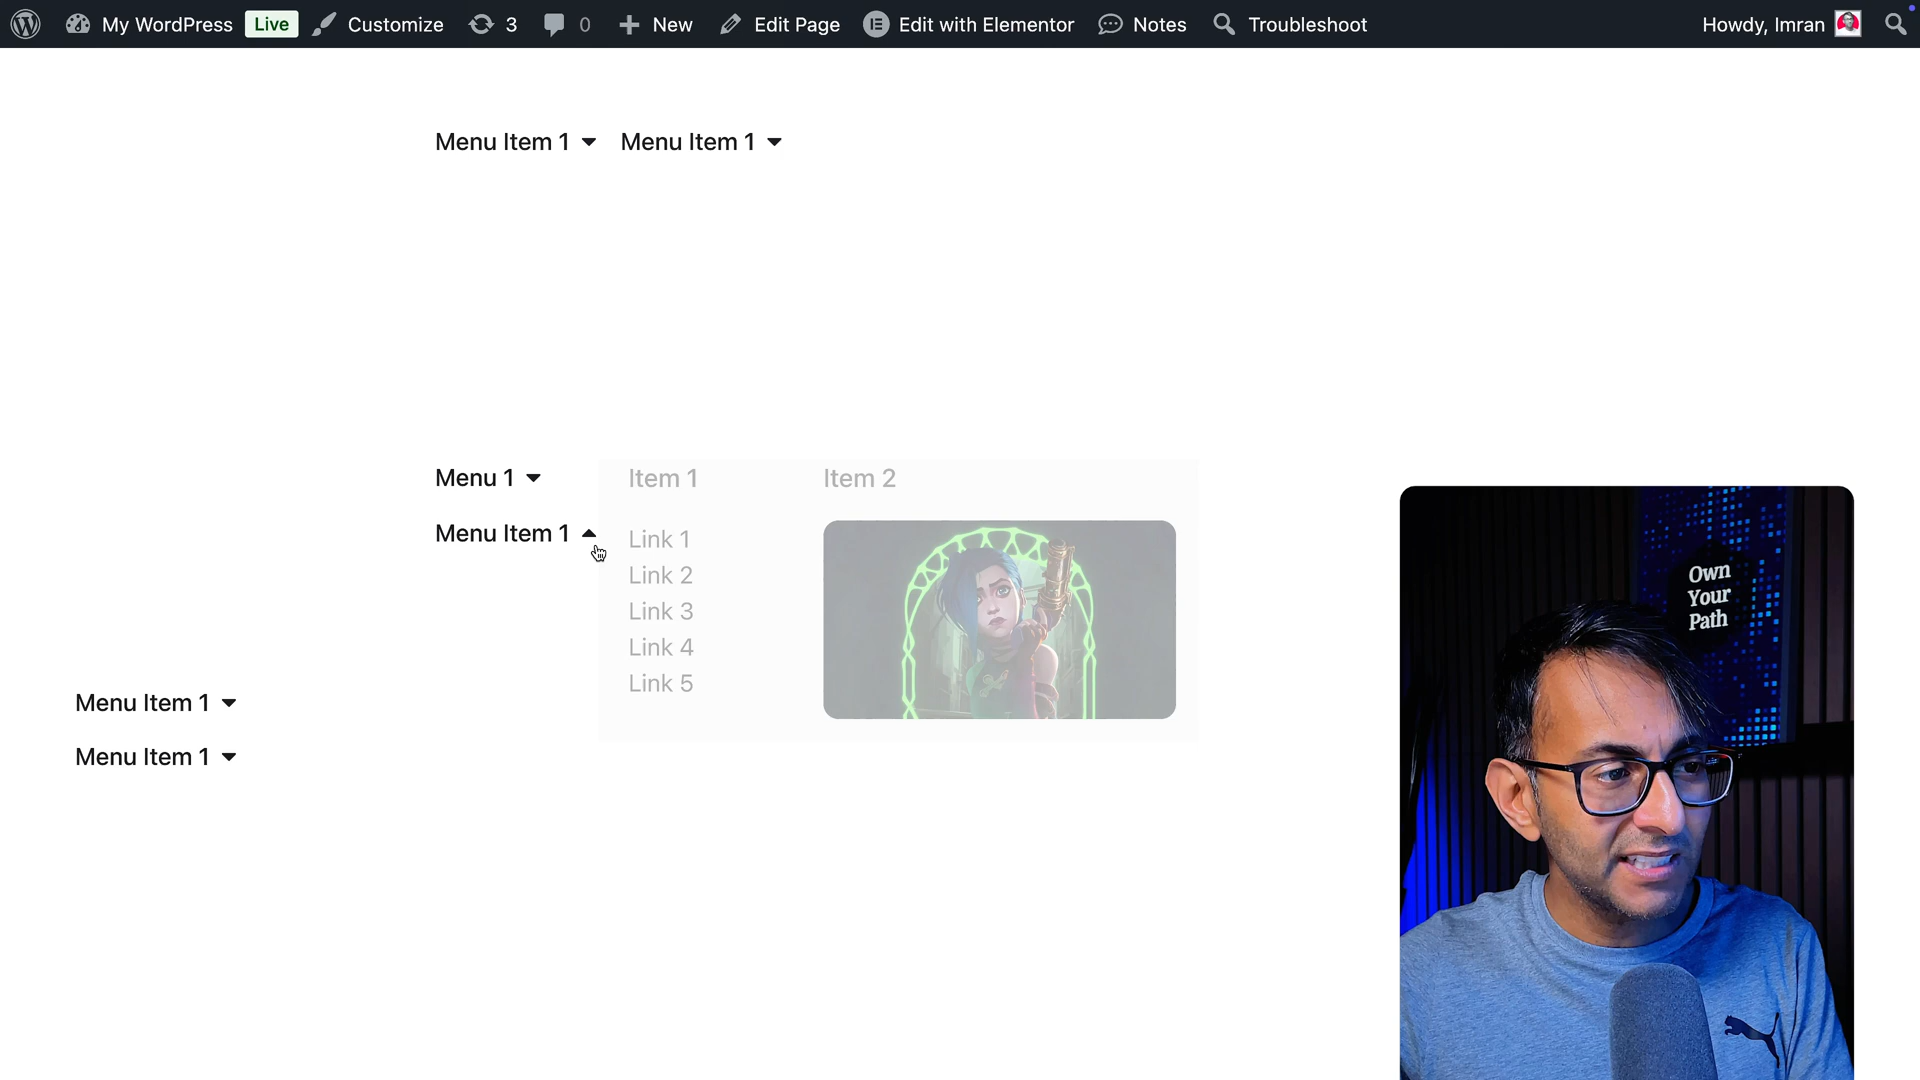 My WordPress Live Customize 3 0 New Edit Page Edit with Elementor Notes Troubleshoot Howdy, Imran
Menu Item 1 Menu Item 1
Menu 1 Item 1 Item 2
Menu Item 1 Link 1
Link 2
Link 3
Link 4
Link 5
Menu Item 1
Menu Item 1
Own
Your
Path